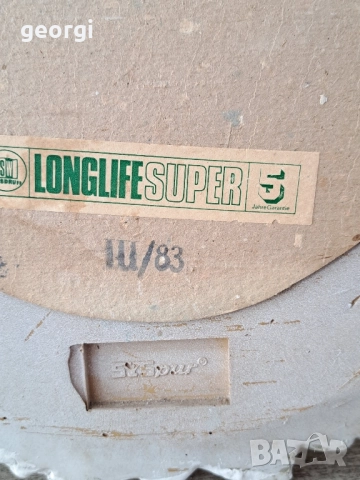 georgi
LONGLIFE SUPER 5
Jahre Garantie
III/83
BAZAR